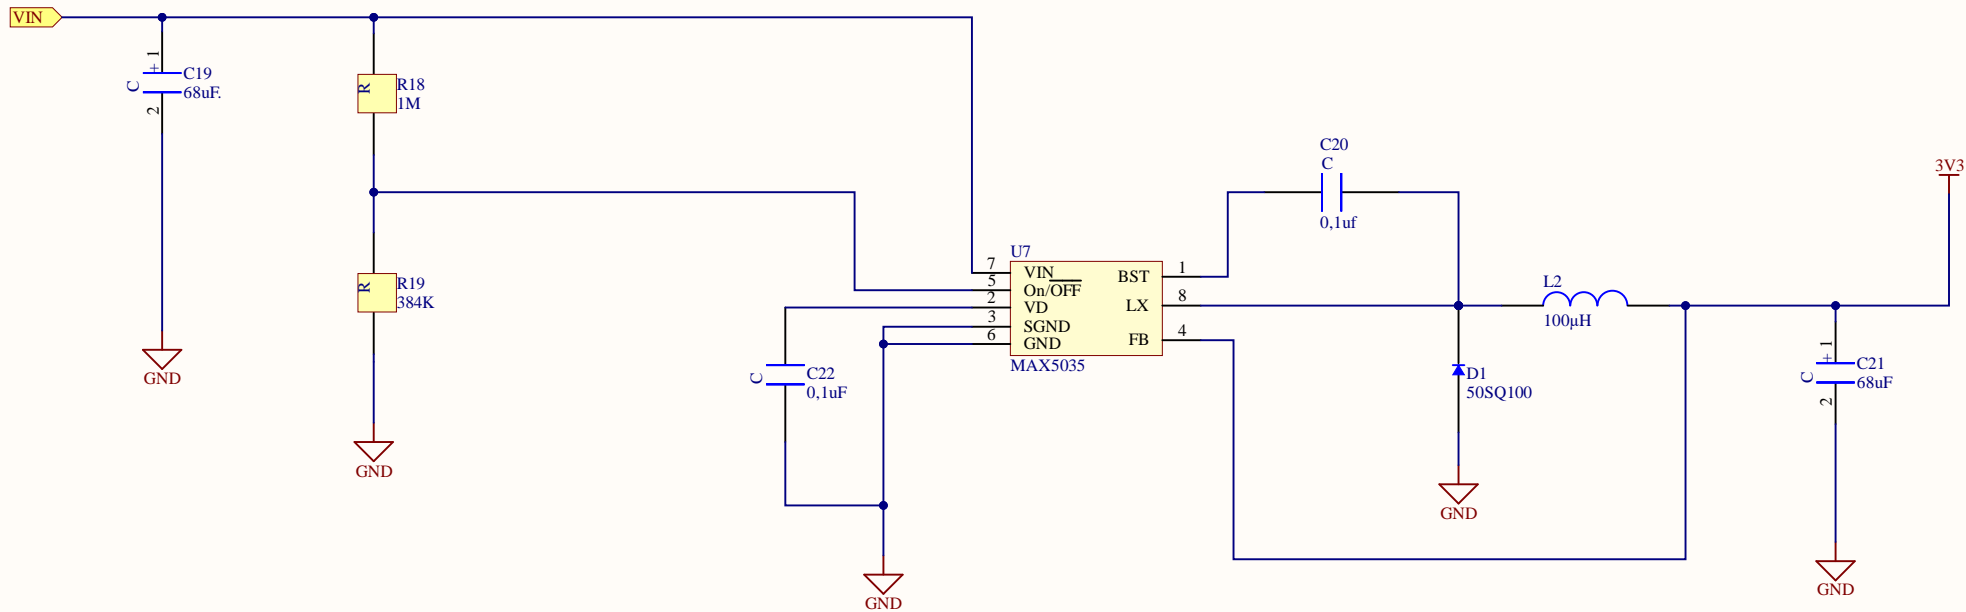 VIN
1
+
C
C19
68uF.
2
GND
R
R18
1M
R
R19
384K
GND
U7
7
VIN
5
On/OFF
2
VD
3
SGND
6
GND
BST
1
LX
8
FB
4
MAX5035
C
C22
0,1uF
GND
C20
C
0,1uf
L2
100µH
D1
50SQ100
GND
3V3
1
+
C
C21
68uF
2
GND